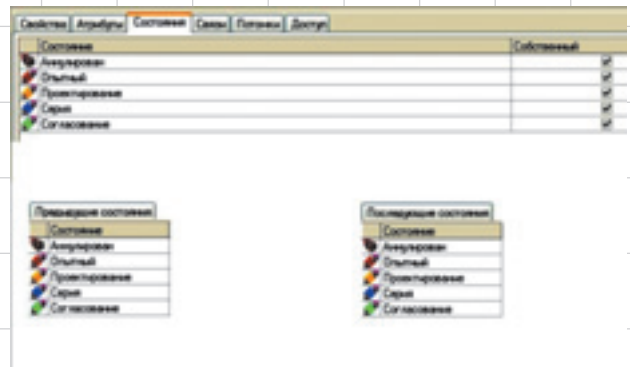 Свойства Атрибуты Состояния Связи Потомки Доступ
Состояние Собственный
Аннулирован
Опытный
Проектирование
Серия
Согласование
Предыдущие состояния
Состояние
Аннулирован
Опытный
Проектирование
Серия
Согласование
Последующие состояния
Состояние
Аннулирован
Опытный
Проектирование
Серия
Согласование